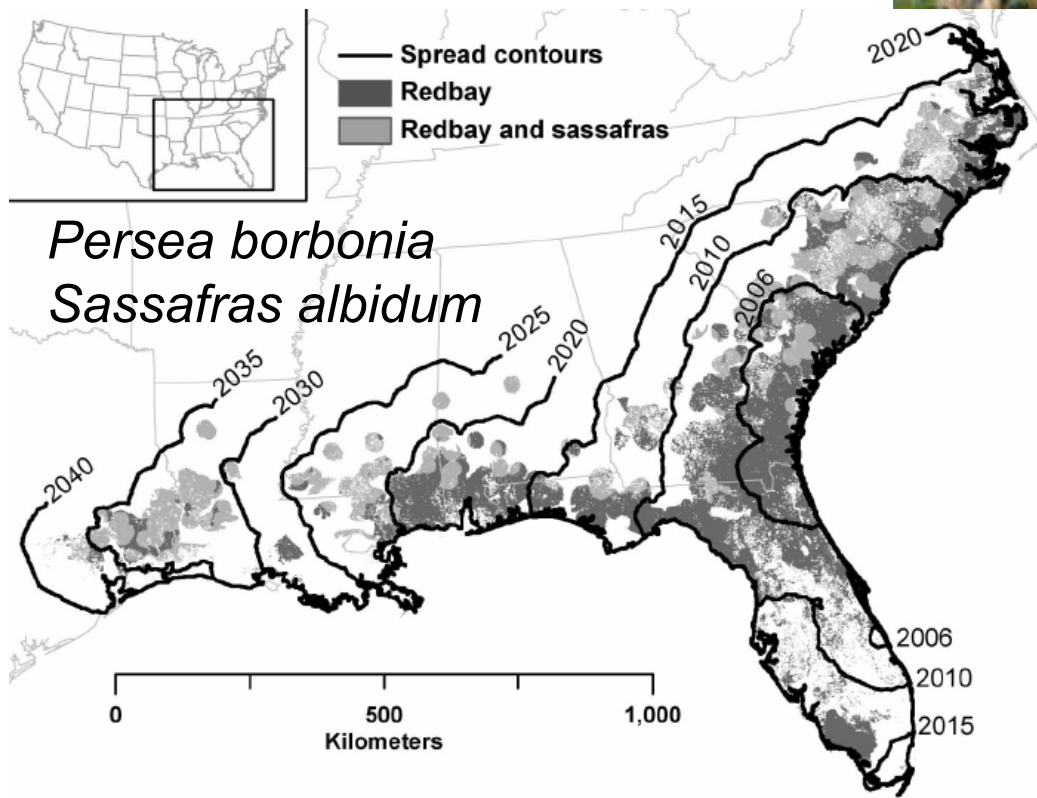 2020
Spread contours
Redbay
Redbay and sassafras
Persea borbonia
Sassafras albidum
2015
2010
2006
2025
2020
2035
2030
2040
2006
2010
2015
0 500 1,000
Kilometers